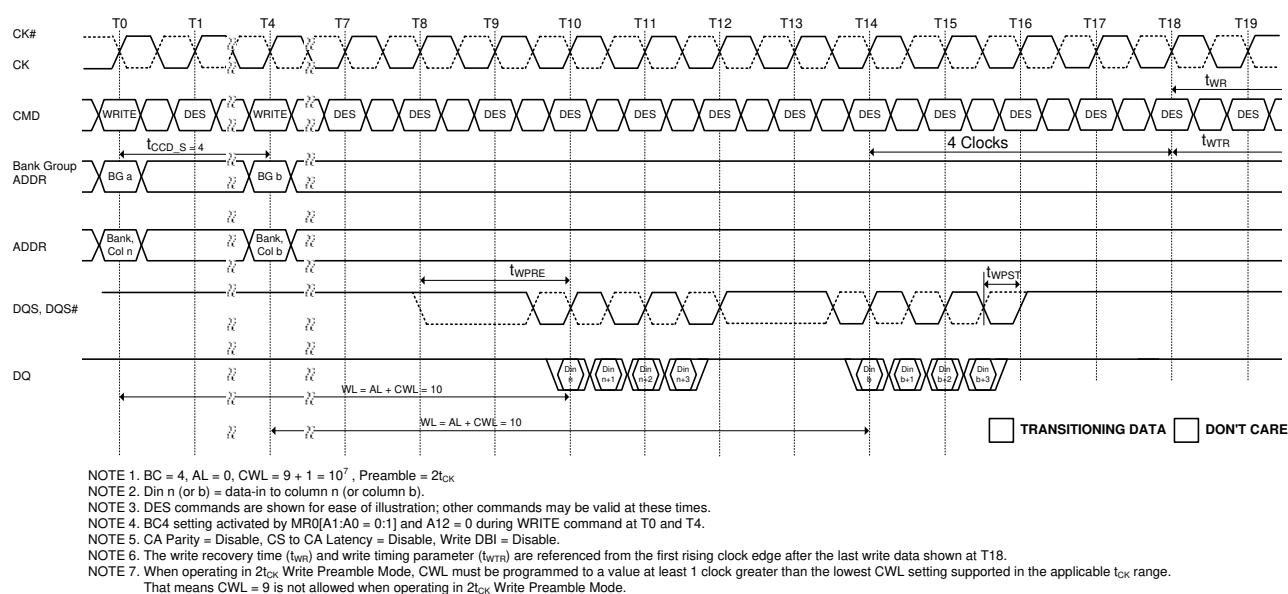 T0 T1 T4 T7 T8 T9 T10 T11 T12 T13 T14 T15 T16 T17 T18 T19
CK#
CK
tWR
CMD WRITE DES WRITE DES DES DES DES DES DES DES DES DES DES DES DES DES
tCCD_S = 4
4 Clocks
tWTR
Bank Group
ADDR
BG a BG b
ADDR
Bank,
Col n
Bank,
Col b
tWPRE
tWPST
DQS, DQS#
DQ
Din
n
Din
n+1
Din
n+2
Din
n+3
Din
b
Din
b+1
Din
b+2
Din
b+3
WL = AL + CWL = 10
WL = AL + CWL = 10
TRANSITIONING DATA DON'T CARE
NOTE 1. BC = 4, AL = 0, CWL = 9 + 1 = 10⁷ , Preamble = 2tCK
NOTE 2. Din n (or b) = data-in to column n (or column b).
NOTE 3. DES commands are shown for ease of illustration; other commands may be valid at these times.
NOTE 4. BC4 setting activated by MR0[A1:A0 = 0:1] and A12 = 0 during WRITE command at T0 and T4.
NOTE 5. CA Parity = Disable, CS to CA Latency = Disable, Write DBI = Disable.
NOTE 6. The write recovery time (tWR) and write timing parameter (tWTR) are referenced from the first rising clock edge after the last write data shown at T18.
NOTE 7. When operating in 2tCK Write Preamble Mode, CWL must be programmed to a value at least 1 clock greater than the lowest CWL setting supported in the applicable tCK range.
That means CWL = 9 is not allowed when operating in 2tCK Write Preamble Mode.